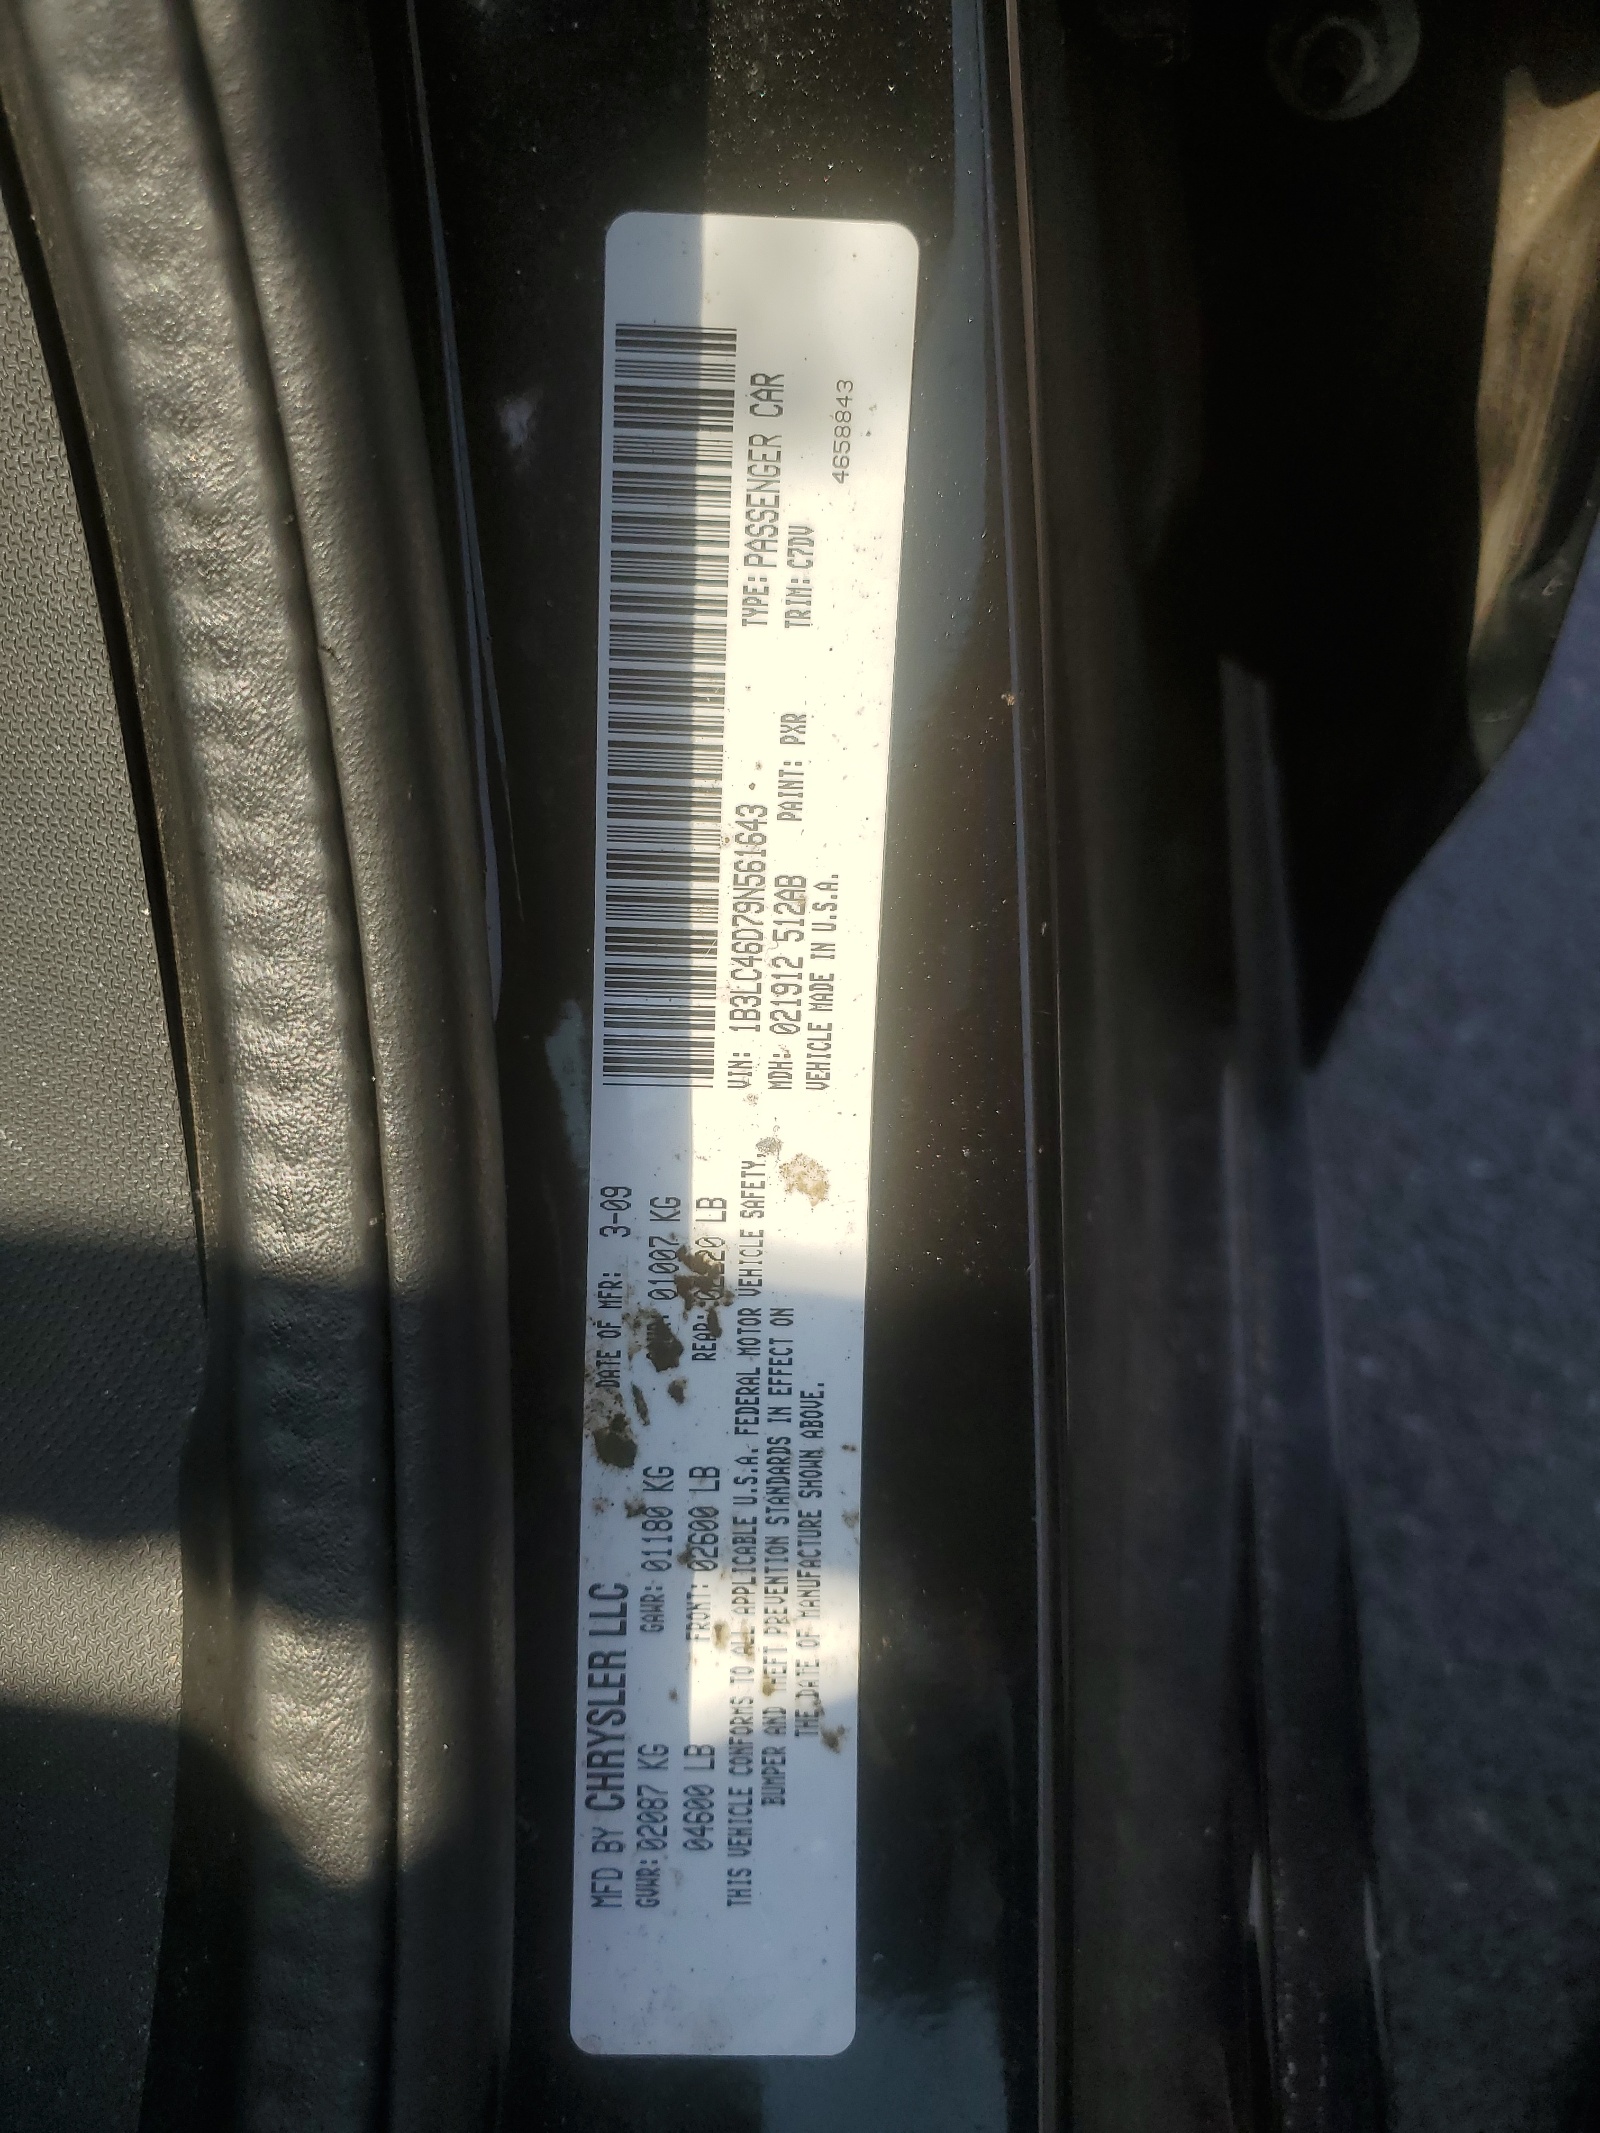 MFD BY CHRYSLER LLC DATE OF MFR: 3-09
GVWR: 02087 KG GAWR: 01180 KG 01007 KG
04600 LB FRONT: 02600 LB REAR: 02220 LB
THIS VEHICLE CONFORMS TO ALL APPLICABLE U.S.A. FEDERAL MOTOR VEHICLE SAFETY,
BUMPER AND THEFT PREVENTION STANDARDS IN EFFECT ON
THE DATE OF MANUFACTURE SHOWN ABOVE.
VIN: 1B3LC46D79N561643 TYPE: PASSENGER CAR
MDH: 021912 512AB PAINT: PXR TRIM: C7DV
VEHICLE MADE IN U.S.A.
4658843